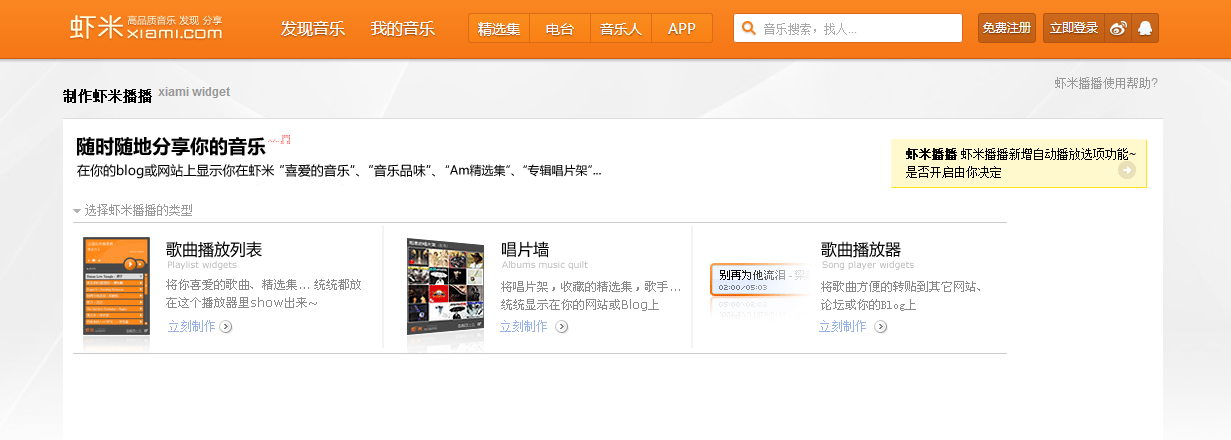 虾米 高品质音乐 发现 分享
xiami.com
发现音乐 我的音乐 精选集 电台 音乐人 APP
音乐搜索，找人...
免费注册 立即登录
虾米播播使用帮助?
制作虾米播播 xiami widget
随时随地分享你的音乐
在你的blog或网站上显示你在虾米 “喜爱的音乐”、“音乐品味”、“Am精选集”、“专辑唱片架”...
虾米播播 虾米播播新增自动播放选项功能~
是否开启由你决定
选择虾米播播的类型
歌曲播放列表
Playlist widgets
将你喜爱的歌曲、精选集... 统统都放
在这个播放器里show出来~
立刻制作
唱片墙
Albums music quilt
将唱片架，收藏的精选集，歌手...
统统显示在你的网站或Blog上
立刻制作
别再为他流泪 - 梁
02:00/05:03
歌曲播放器
Song player widgets
将歌曲方便的转贴到其它网站、
论坛或你的Blog上
立刻制作